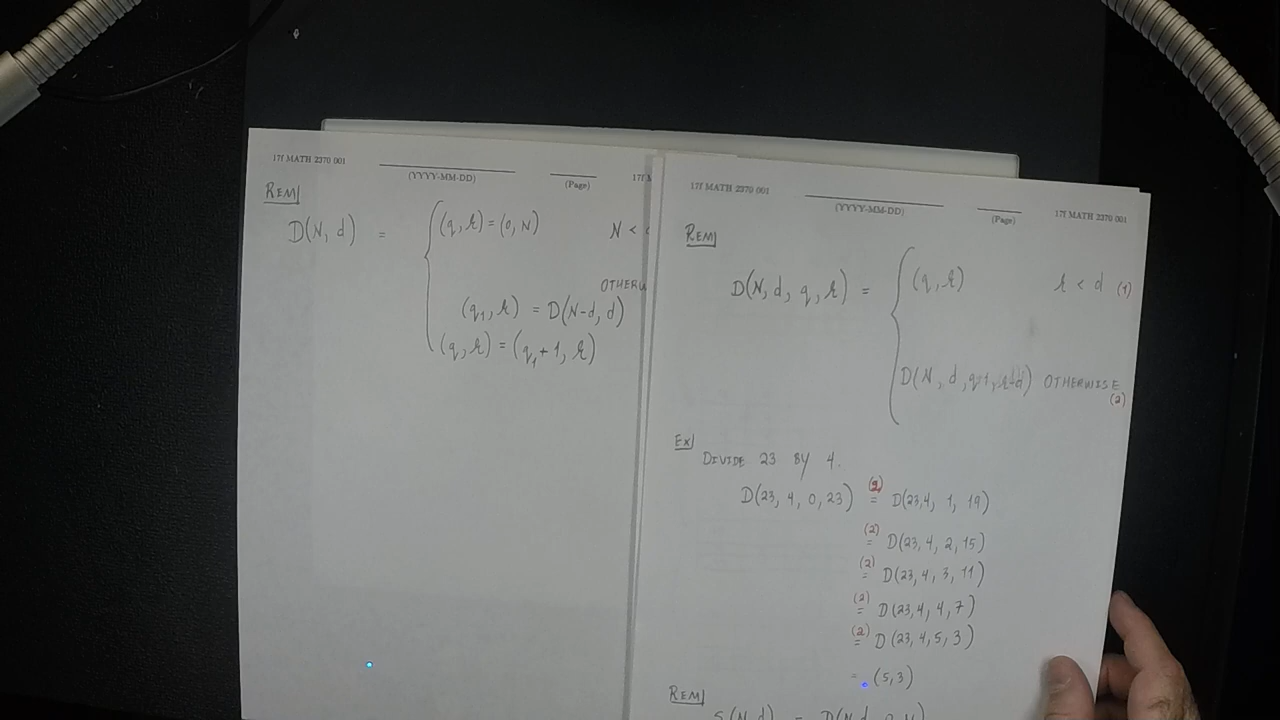 17f MATH 2370 001
(YYYY-MM-DD)
(Page)
17f
REM
D(N, d) = { (q, r) = (0, N) N <
OTHERW
(q₁, r) = D(N-d, d)
(q, r) = (q₁+1, r)
17f MATH 2370 001
(YYYY-MM-DD)
(Page)
17f MATH 2370 001
REM
D(N, d, q, r) = { (q, r) r < d (1)
D(N, d, q+1, r-d) OTHERWISE (2)
Ex
DIVIDE 23 BY 4.
D(23, 4, 0, 23) (2)= D(23,4, 1, 19)
(2)= D(23, 4, 2, 15)
(2)= D(23, 4, 3, 11)
(2)= D(23, 4, 4, 7)
(2)= D(23, 4, 5, 3)
= (5, 3)
REM
S(N, d) = D(N, d, 0, N)